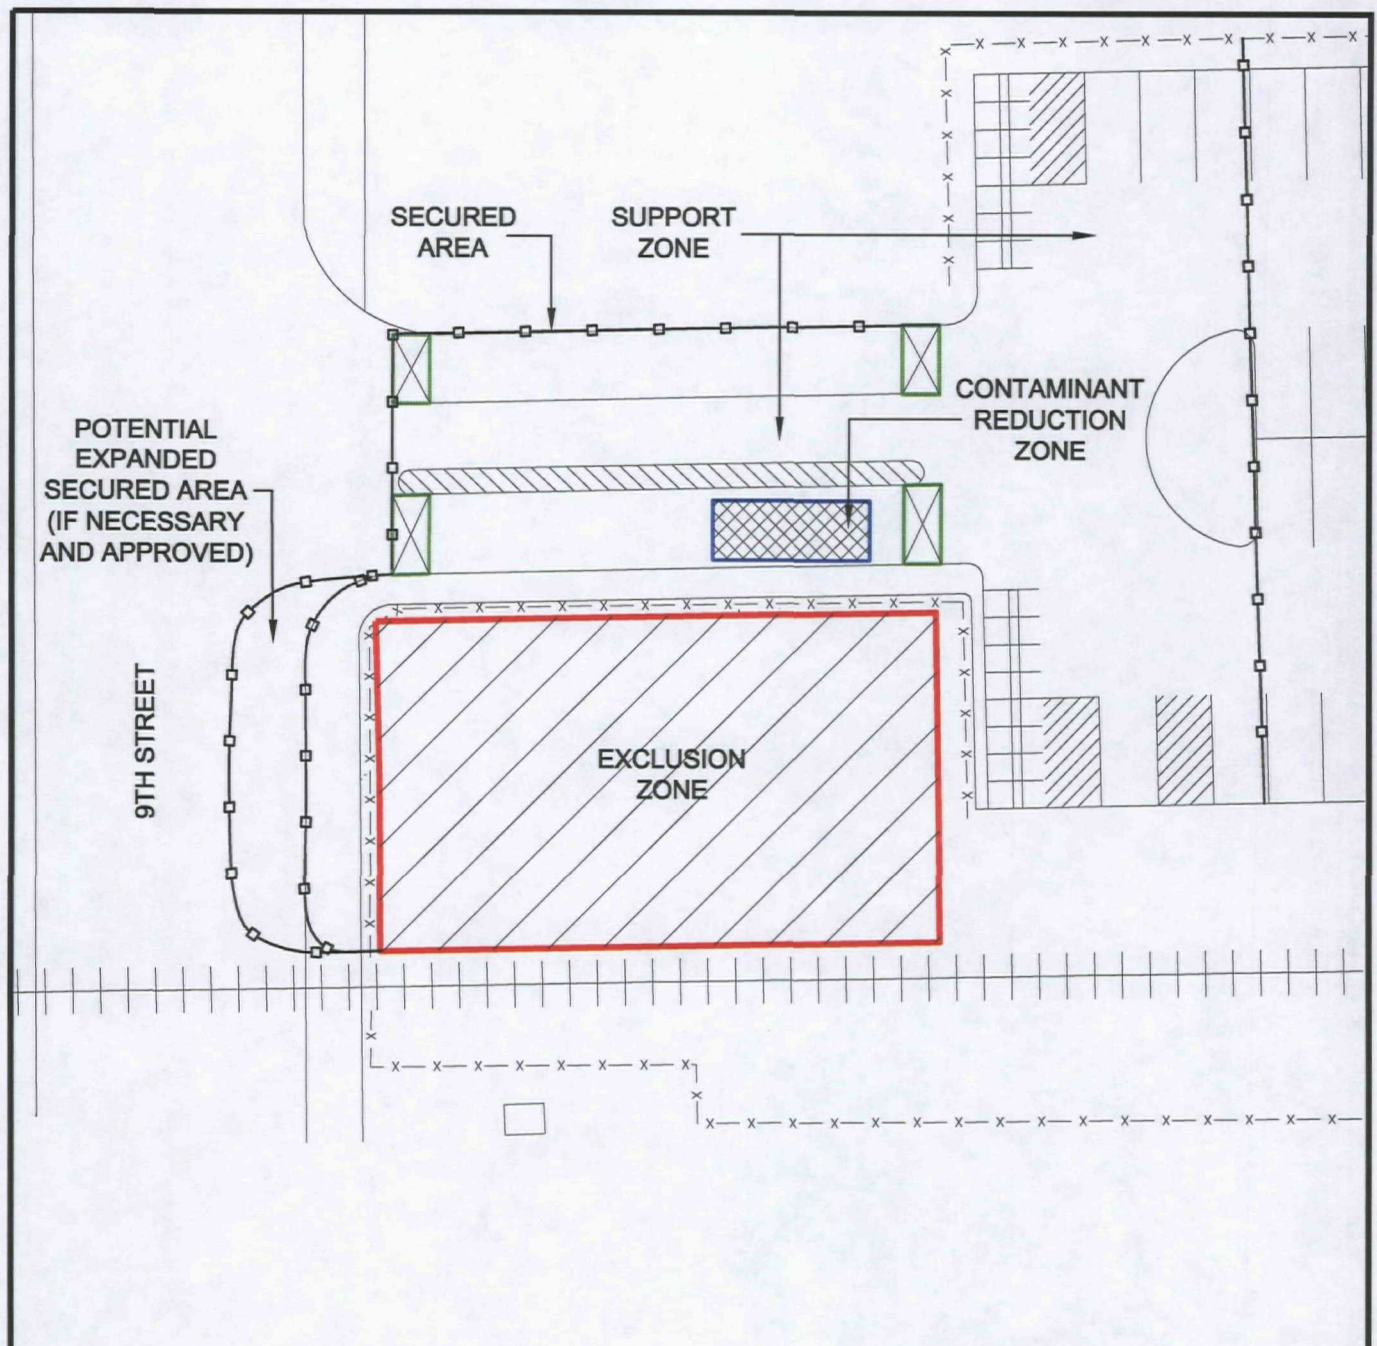 SECURED
AREA
SUPPORT
ZONE
CONTAMINANT
REDUCTION
ZONE
POTENTIAL
EXPANDED
SECURED AREA
(IF NECESSARY
AND APPROVED)
9TH STREET
EXCLUSION
ZONE